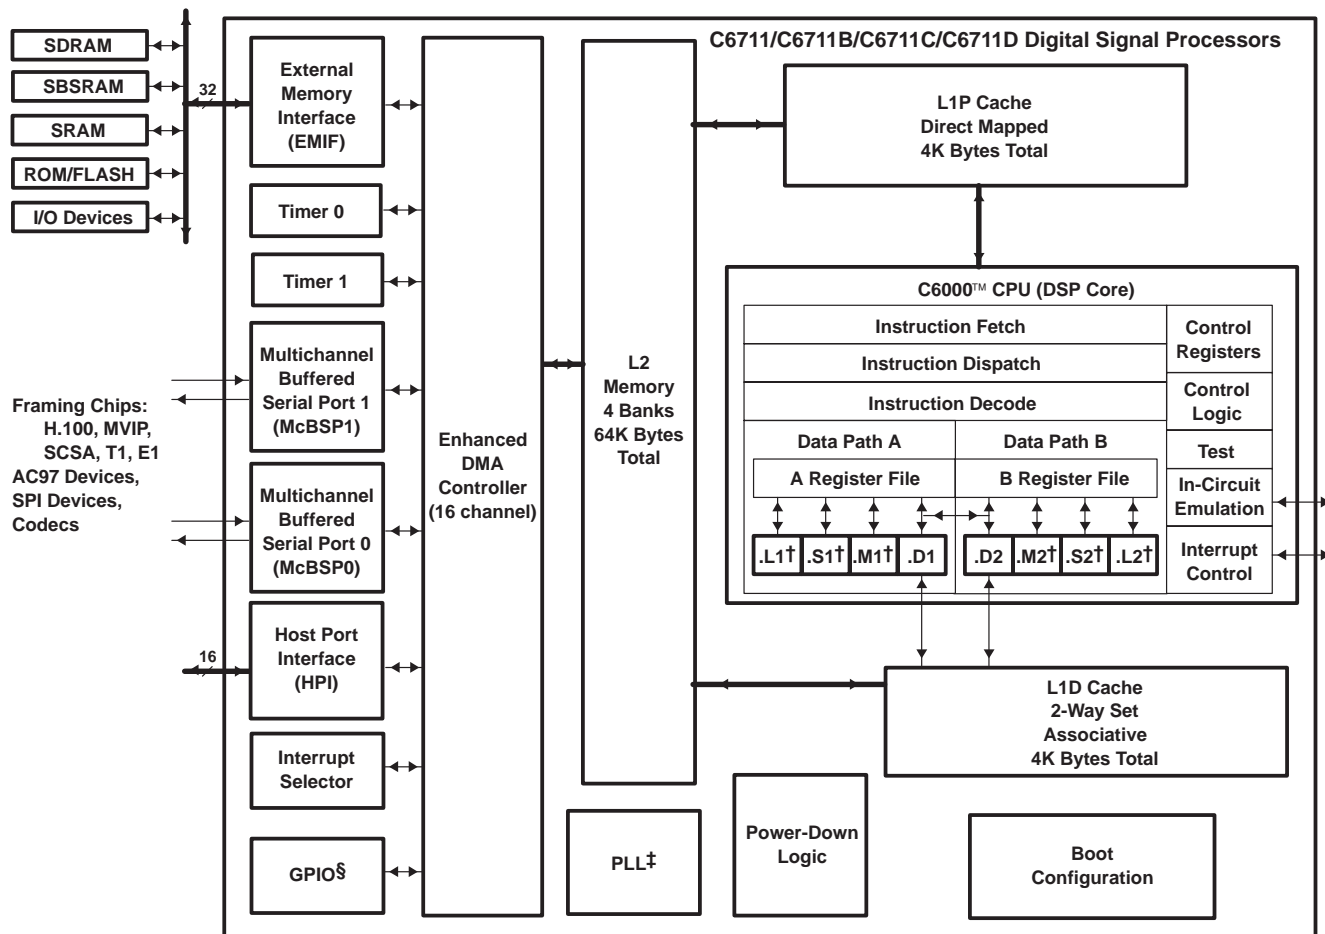 C6711/C6711B/C6711C/C6711D Digital Signal Processors
SDRAM
SBSRAM
SRAM
ROM/FLASH
I/O Devices
32
External
Memory
Interface
(EMIF)
Timer 0
Timer 1
Framing Chips:
H.100, MVIP,
SCSA, T1, E1
AC97 Devices,
SPI Devices,
Codecs
Multichannel
Buffered
Serial Port 1
(McBSP1)
Multichannel
Buffered
Serial Port 0
(McBSP0)
16
Host Port
Interface
(HPI)
Interrupt
Selector
GPIO§
Enhanced
DMA
Controller
(16 channel)
L2
Memory
4 Banks
64K Bytes
Total
PLL‡
L1P Cache
Direct Mapped
4K Bytes Total
C6000™ CPU (DSP Core)
Instruction Fetch
Instruction Dispatch
Instruction Decode
Data Path A
Data Path B
A Register File
B Register File
.L1†
.S1†
.M1†
.D1
.D2
.M2†
.S2†
.L2†
Control
Registers
Control
Logic
Test
In-Circuit
Emulation
Interrupt
Control
L1D Cache
2-Way Set
Associative
4K Bytes Total
Power-Down
Logic
Boot
Configuration